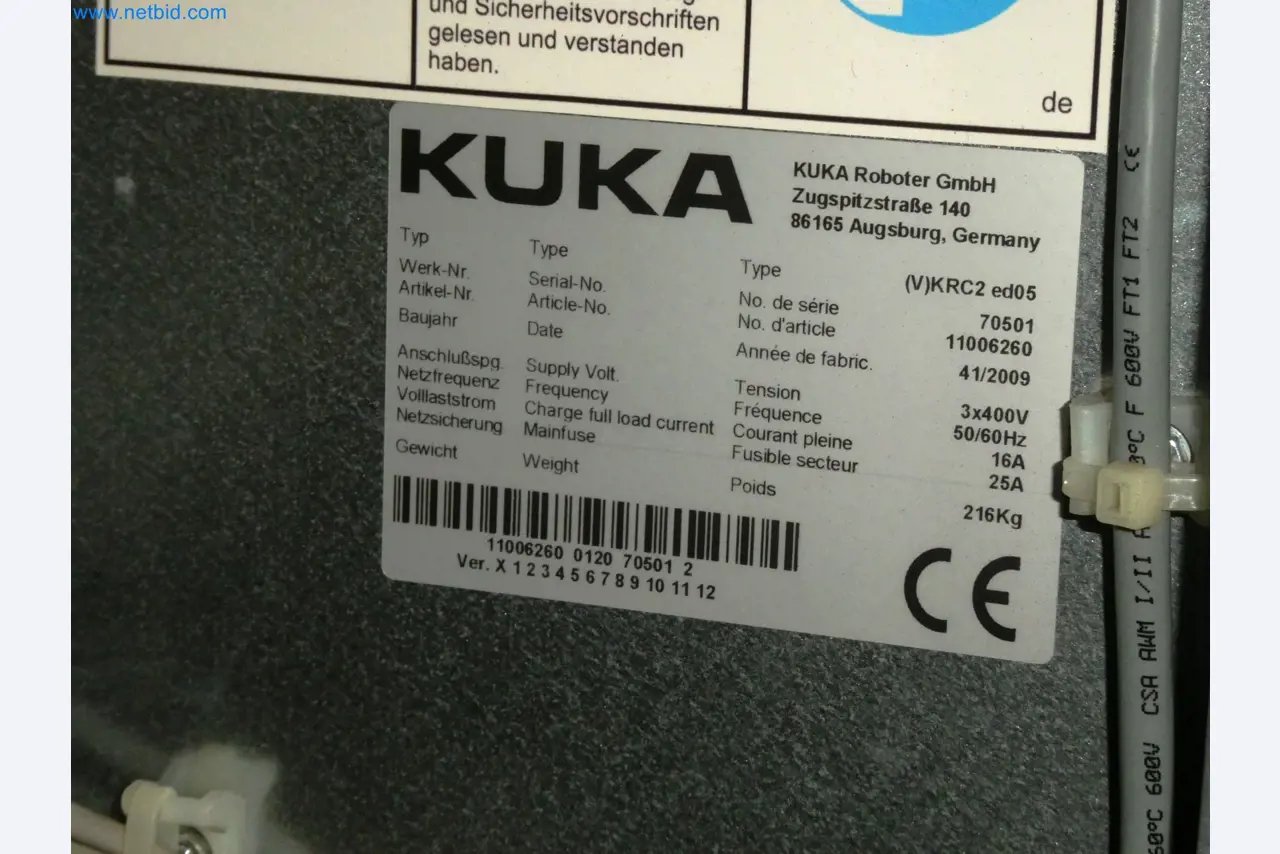 www.netbid.com
und Sicherheitsvorschriften
gelesen und verstanden
haben.
de
KUKA
KUKA Roboter GmbH
Zugspitzstraße 140
86165 Augsburg, Germany
Typ Type Type (V)KRC2 ed05
Werk-Nr. Serial-No. No. de série 70501
Artikel-Nr. Article-No. No. d'article 11006260
Baujahr Date Année de fabric. 41/2009
Anschlußspg. Supply Volt. Tension 3x400V
Netzfrequenz Frequency Fréquence 50/60Hz
Volllaststrom Charge full load current Courant pleine 16A
Netzsicherung Mainfuse Fusible secteur 25A
Gewicht Weight Poids 216Kg
11006260 0120 70501 2
Ver. X 1 2 3 4 5 6 7 8 9 10 11 12
CE
60°C 600V CSA AWM I/II F 600V FT1 FT2 CE